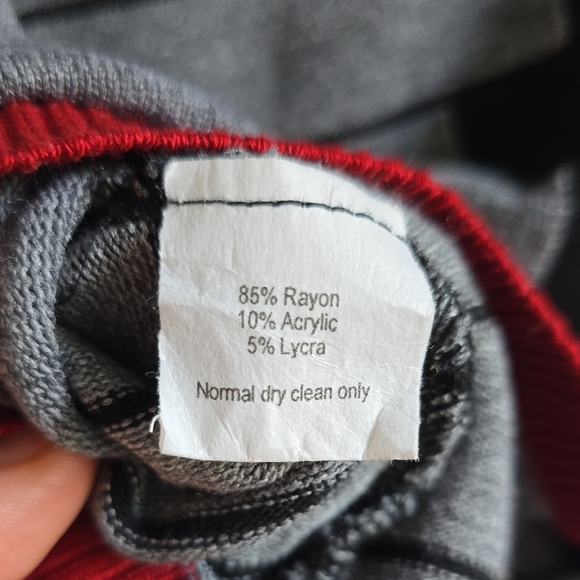 85% Rayon
10% Acrylic
5% Lycra
Normal dry clean only